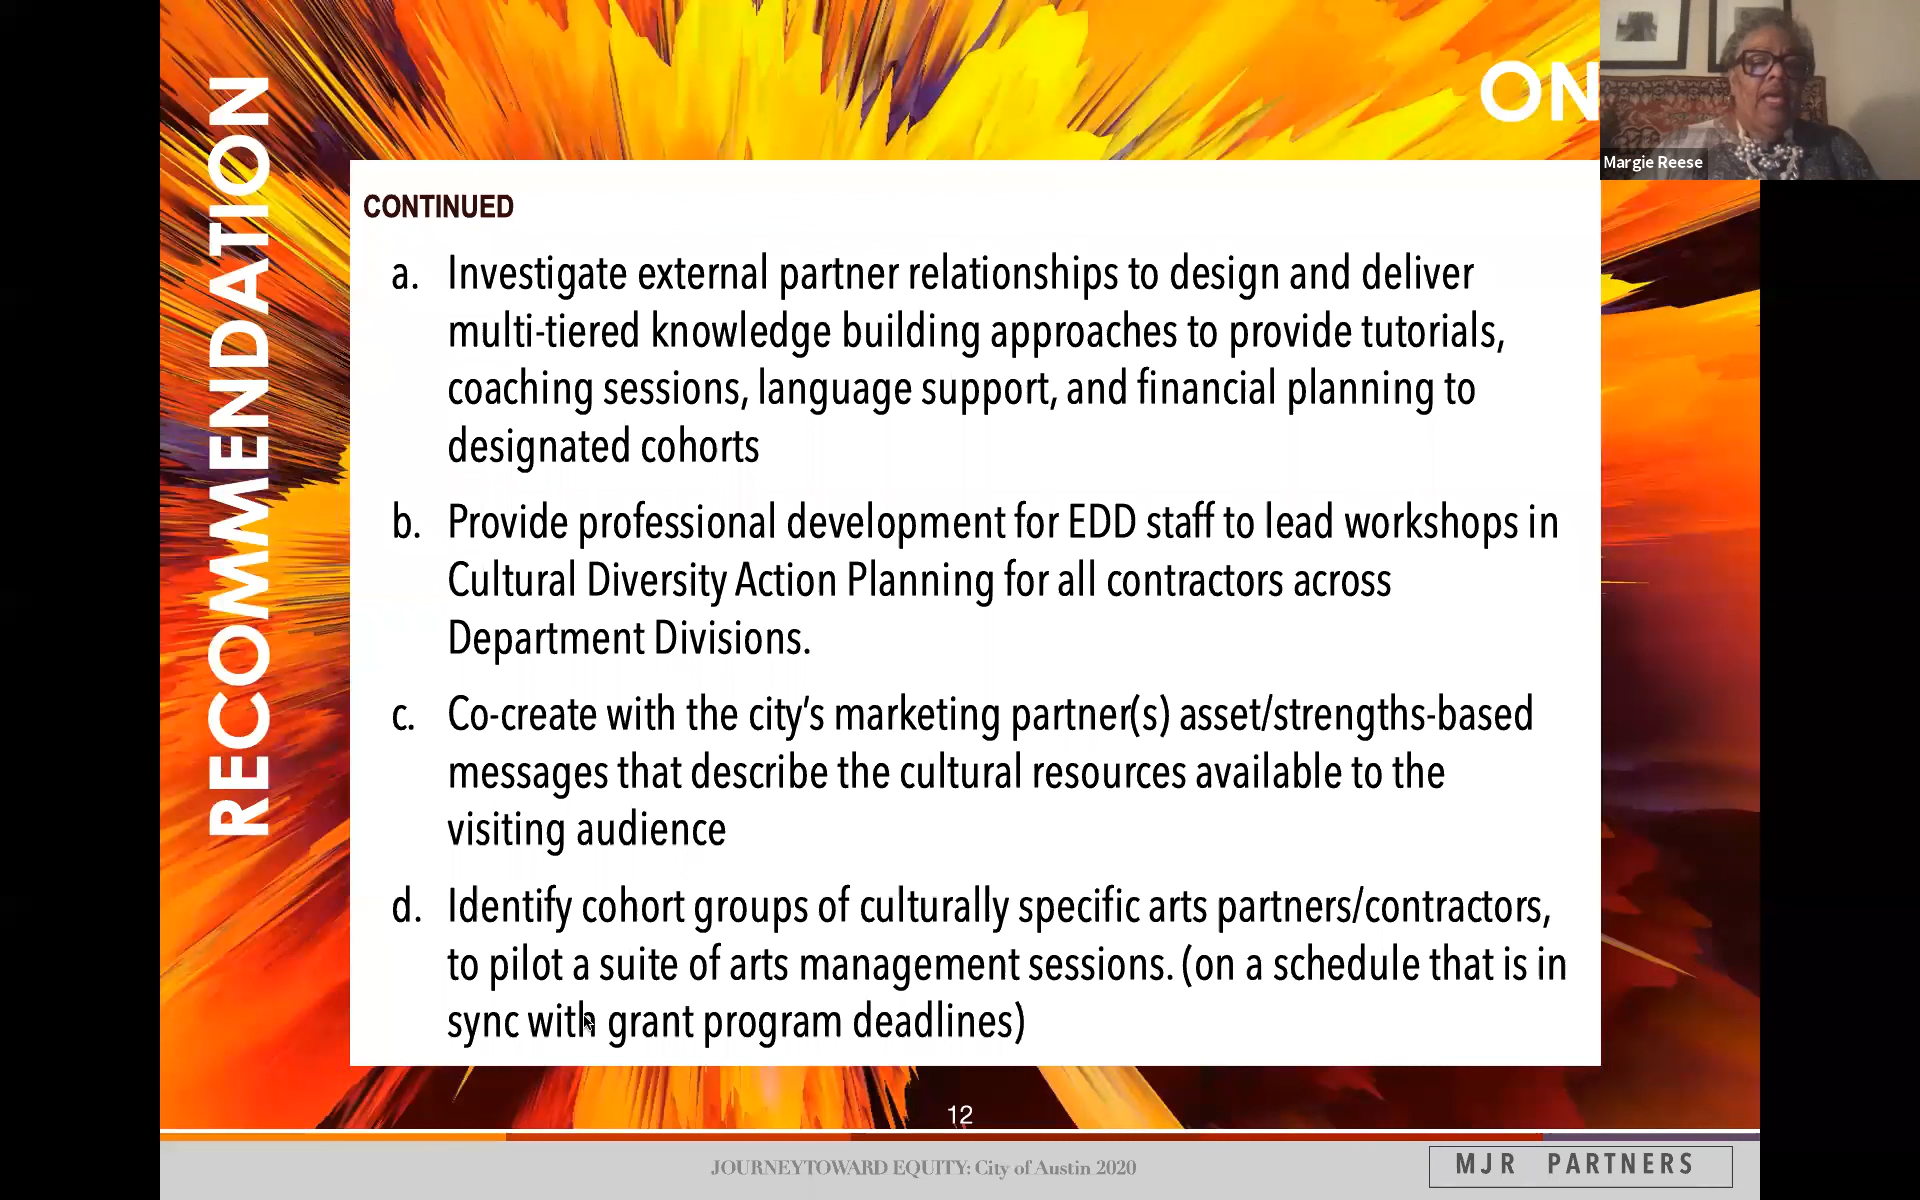 RECOMMENDATION
ON
Margie Reese
CONTINUED
a. Investigate external partner relationships to design and deliver
multi-tiered knowledge building approaches to provide tutorials,
coaching sessions, language support, and financial planning to
designated cohorts
b. Provide professional development for EDD staff to lead workshops in
Cultural Diversity Action Planning for all contractors across
Department Divisions.
c. Co-create with the city’s marketing partner(s) asset/strengths-based
messages that describe the cultural resources available to the
visiting audience
d. Identify cohort groups of culturally specific arts partners/contractors,
to pilot a suite of arts management sessions. (on a schedule that is in
sync with grant program deadlines)
12
JOURNEYTOWARD EQUITY: City of Austin 2020
MJR PARTNERS